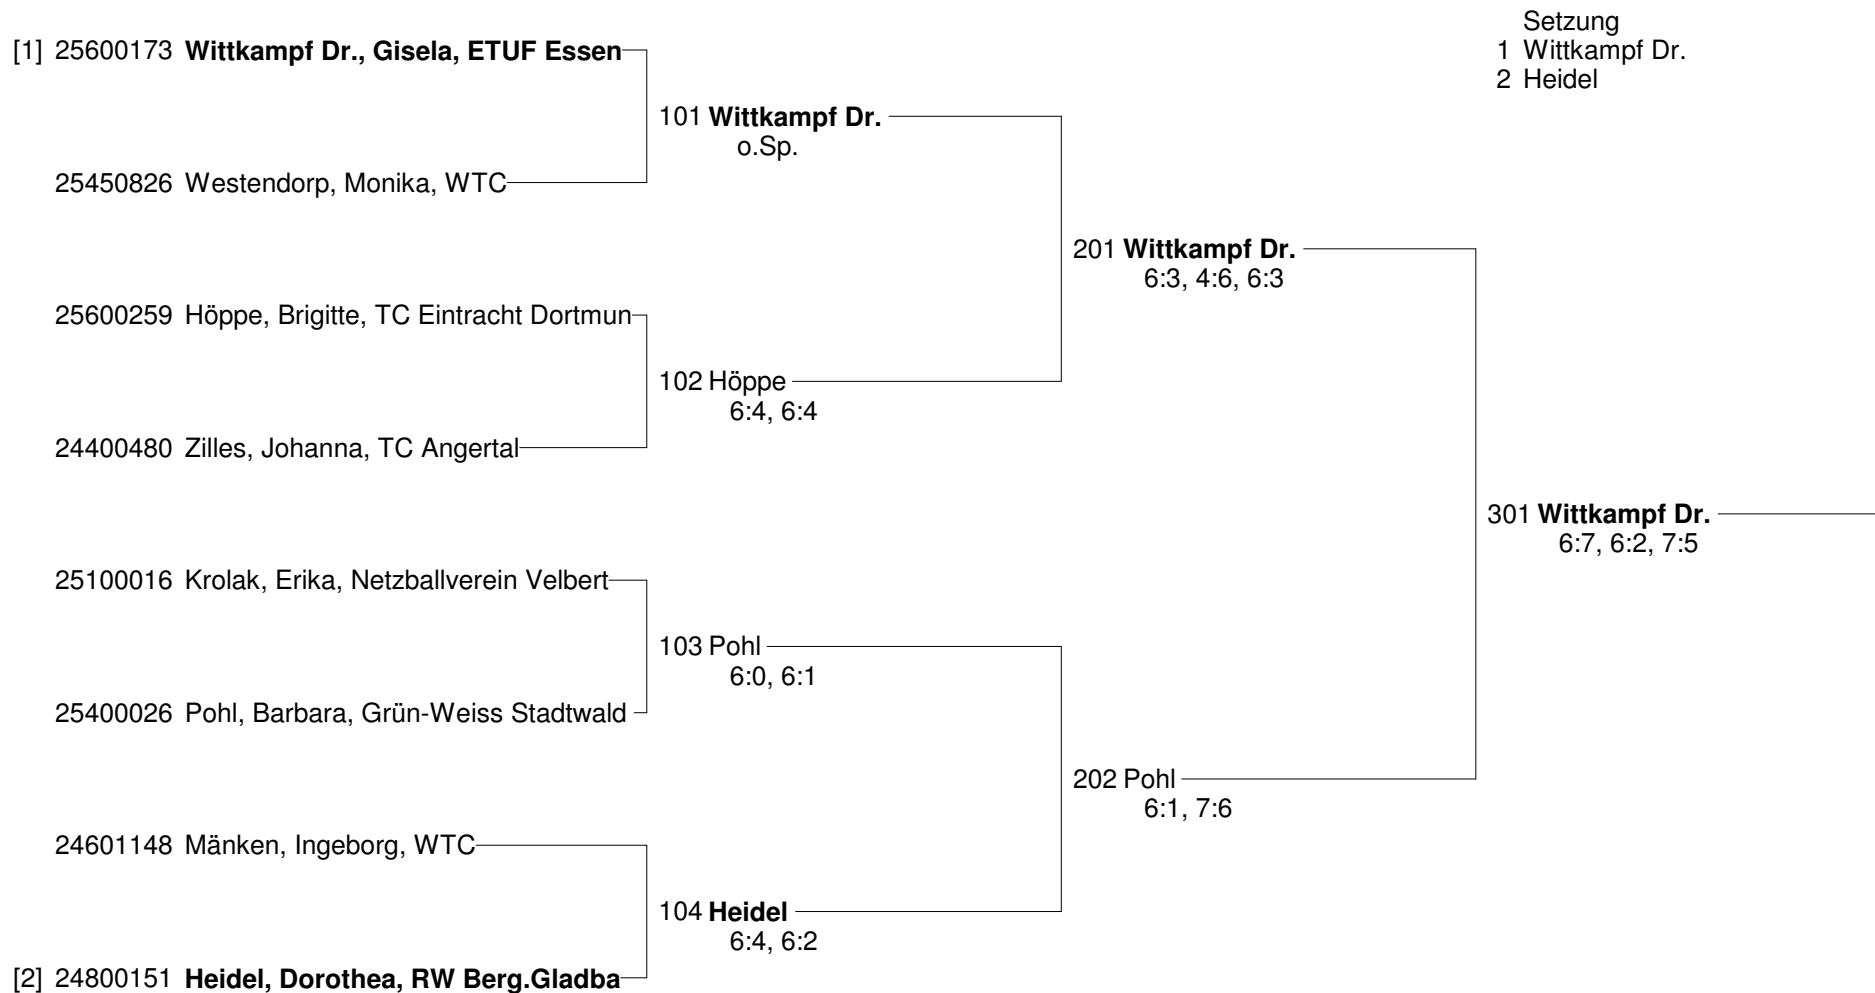 Setzung
1 Wittkampf Dr.
2 Heidel
[1] 25600173 Wittkampf Dr., Gisela, ETUF Essen
101 Wittkampf Dr.
o.Sp.
25450826 Westendorp, Monika, WTC
201 Wittkampf Dr.
6:3, 4:6, 6:3
25600259 Höppe, Brigitte, TC Eintracht Dortmun
102 Höppe
6:4, 6:4
24400480 Zilles, Johanna, TC Angertal
301 Wittkampf Dr.
6:7, 6:2, 7:5
25100016 Krolak, Erika, Netzballverein Velbert
103 Pohl
6:0, 6:1
25400026 Pohl, Barbara, Grün-Weiss Stadtwald
202 Pohl
6:1, 7:6
24601148 Mänken, Ingeborg, WTC
104 Heidel
6:4, 6:2
[2] 24800151 Heidel, Dorothea, RW Berg.Gladba